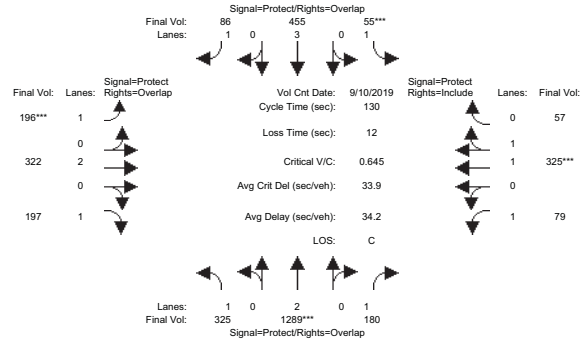 Signal=Protect/Rights=Overlap
Final Vol: 86 455 55***
Lanes: 1 0 3 0 1
Signal=Protect Signal=Protect
Final Vol: Lanes: Rights=Overlap Vol Cnt Date: 9/10/2019 Rights=Include Lanes: Final Vol:
Cycle Time (sec): 130
196*** 1 0 57
Loss Time (sec): 12
0 1
322 2 Critical V/C: 0.645 1 325***
0 Avg Crit Del (sec/veh): 33.9 0
197 1 Avg Delay (sec/veh): 34.2 1 79
LOS: C
Lanes: 1 0 2 0 1
Final Vol: 325 1289*** 180
Signal=Protect/Rights=Overlap